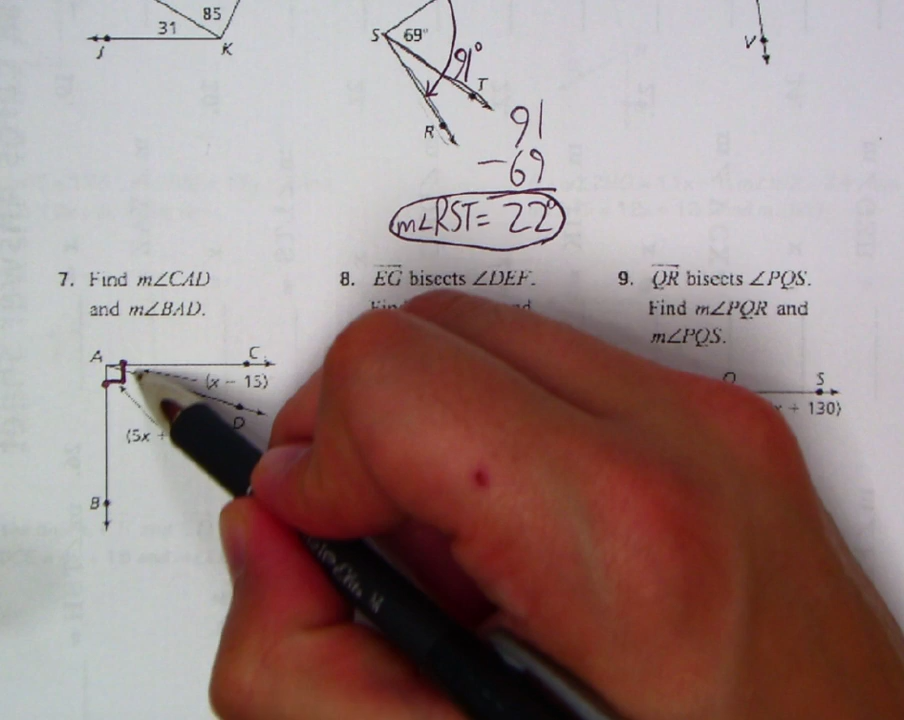 85
31
J
K
S
69°
91°
T
R
V
91
-69
m∠RST= 22°
7. Find m∠CAD
and m∠BAD.
8. EG bisects ∠DEF.
9. QR bisects ∠PQS.
Find m∠PQR and
m∠PQS.
A
C
(x − 15)
D
(5x +
B
Q
S
x + 130)